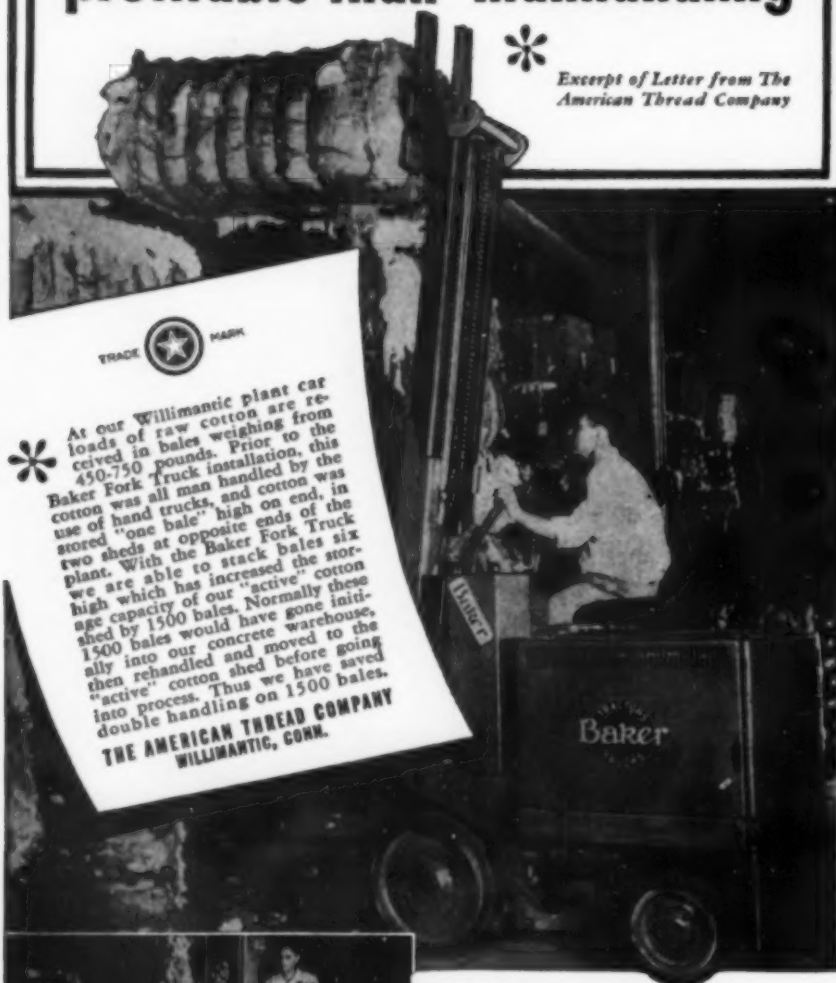 profitable than manhandling
*
Excerpt of Letter from The
American Thread Company
TRADE MARK
* At our Willimantic plant car
loads of raw cotton are re-
ceived in bales weighing from
450-750 pounds. Prior to the
Baker Fork Truck installation, this
cotton was all man handled by the
use of hand trucks, and cotton was
stored "one bale" high on end, in
two sheds at opposite ends of the
plant. With the Baker Fork Truck
we are able to stack bales six
high which has increased the stor-
age capacity of our "active" cotton
shed by 1500 bales. Normally these
1500 bales would have gone initi-
ally into our concrete warehouse,
then rehandled and moved to the
"active" cotton shed before going
into process. Thus we have saved
double handling on 1500 bales.
THE AMERICAN THREAD COMPANY
WILLIMANTIC, CONN.
Baker
Baker